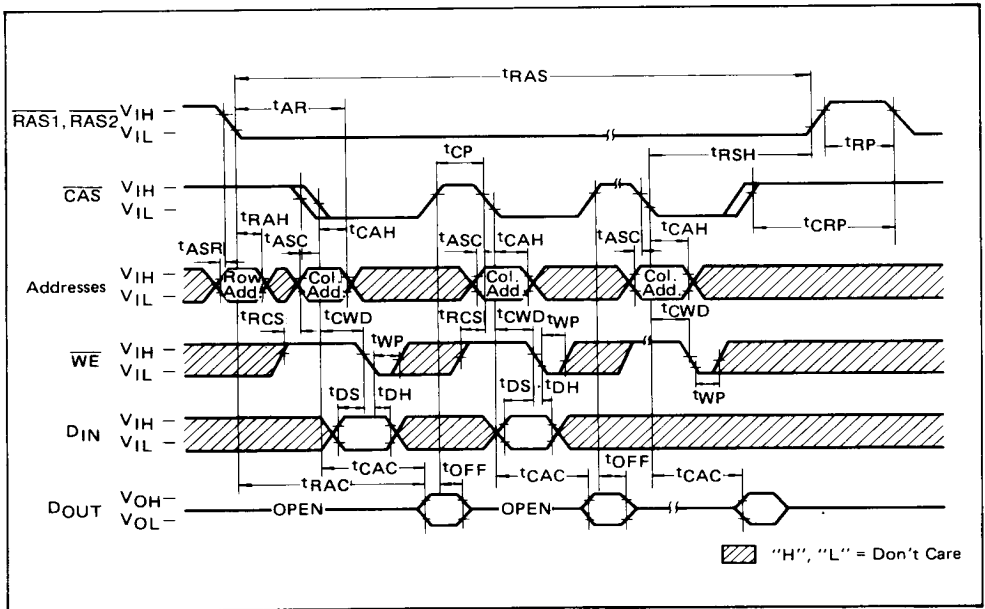 tRAS
tAR
RAS1, RAS2 VIH
VIL
tCP
tRSH
tRP
CAS VIH
VIL
tRAH
tCAH
tCAH
tCRP
tASR
tASC
tASC
tCAH
tASC
Addresses VIH
VIL
Row Add.
Col. Add.
Col. Add.
Col. Add.
tRCS
tCWD
tRCS
tCWD
tCWD
tWP
tWP
WE VIH
VIL
tWP
tDS
tDH
tDS
tDH
DIN VIH
VIL
tCAC
tOFF
tCAC
tOFF
tCAC
tRAC
DOUT VOH
VOL
OPEN
OPEN
"H", "L" = Don't Care